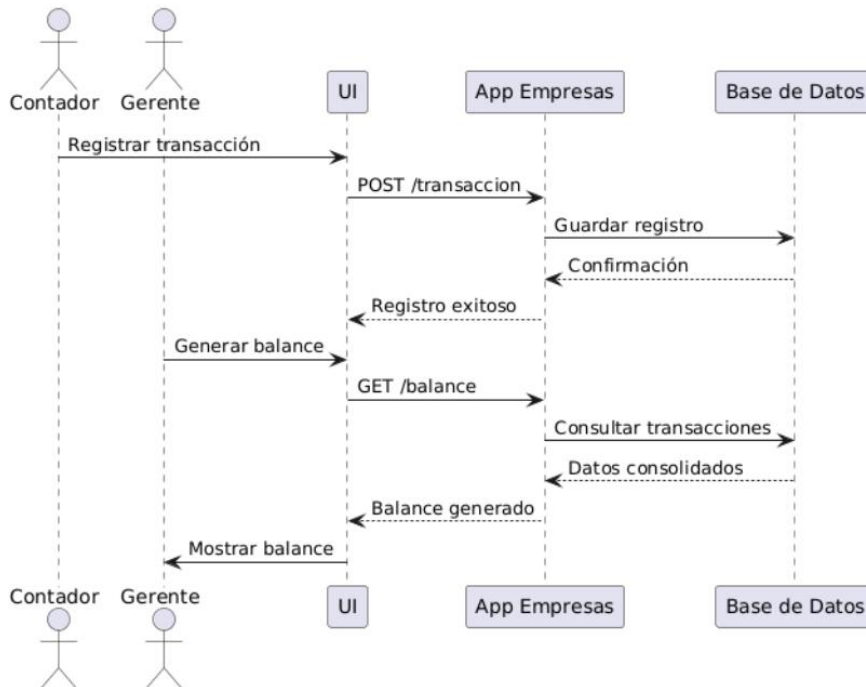 Contador Gerente UI App Empresas Base de Datos
Registrar transacción
POST /transaccion
Guardar registro
Confirmación
Registro exitoso
Generar balance
GET /balance
Consultar transacciones
Datos consolidados
Balance generado
Mostrar balance
Contador Gerente UI App Empresas Base de Datos